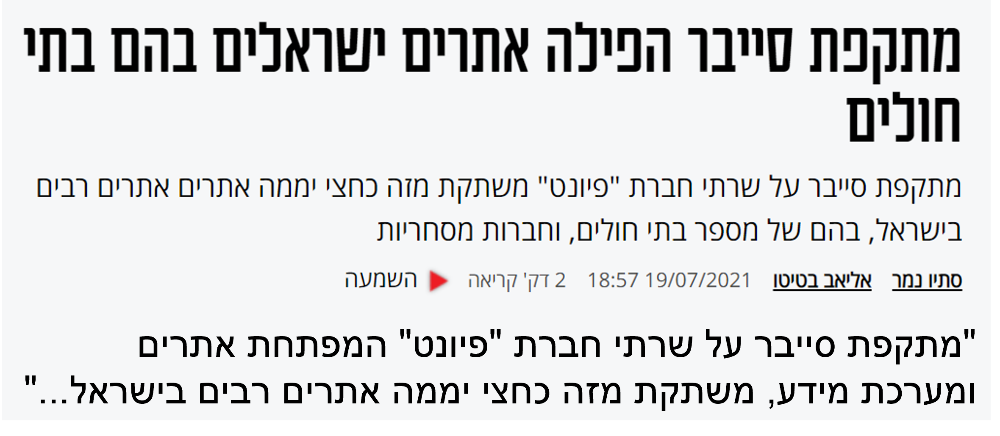 מתקפת סייבר הפילה אתרים ישראלים בהם בתי
חולים
מתקפת סייבר על שרתי חברת "פיונט" משתקת מזה כחצי יממה אתרים אתרים רבים
בישראל, בהם של מספר בתי חולים, וחברות מסחריות
סתיו נמר אליאב בטיטו 19/07/2021 18:57 2 דק' קריאה השמעה
"מתקפת סייבר על שרתי חברת "פיונט" המפתחת אתרים
ומערכת מידע, משתקת מזה כחצי יממה אתרים רבים בישראל..."